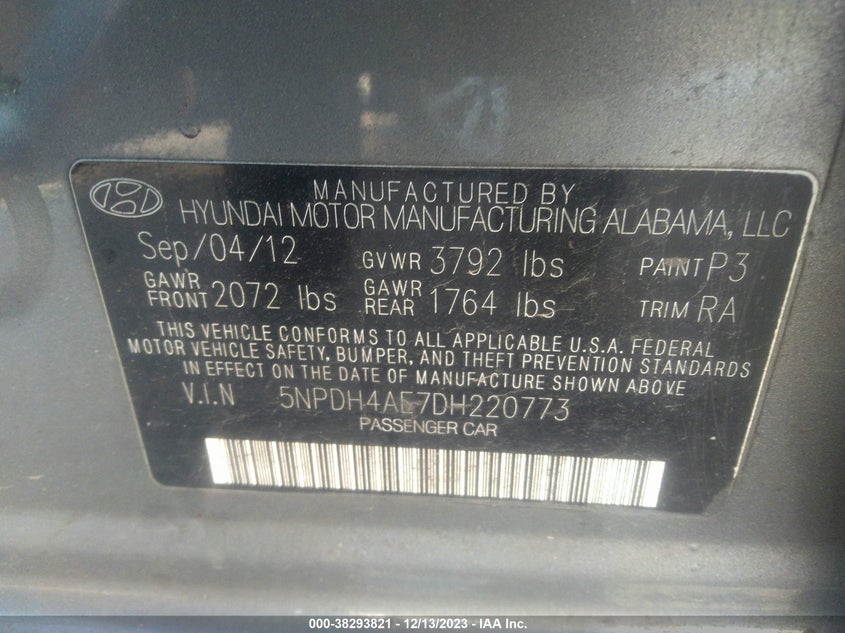 MANUFACTURED BY
HYUNDAI MOTOR MANUFACTURING ALABAMA, LLC
Sep/04/12 GVWR 3792 lbs PAINT P3
GAWR FRONT 2072 lbs GAWR REAR 1764 lbs TRIM RA
THIS VEHICLE CONFORMS TO ALL APPLICABLE U.S.A. FEDERAL
MOTOR VEHICLE SAFETY, BUMPER, AND THEFT PREVENTION STANDARDS
IN EFFECT ON THE DATE OF MANUFACTURE SHOWN ABOVE
V.I.N 5NPDH4AE7DH220773
PASSENGER CAR
000-38293821 - 12/13/2023 - IAA Inc.